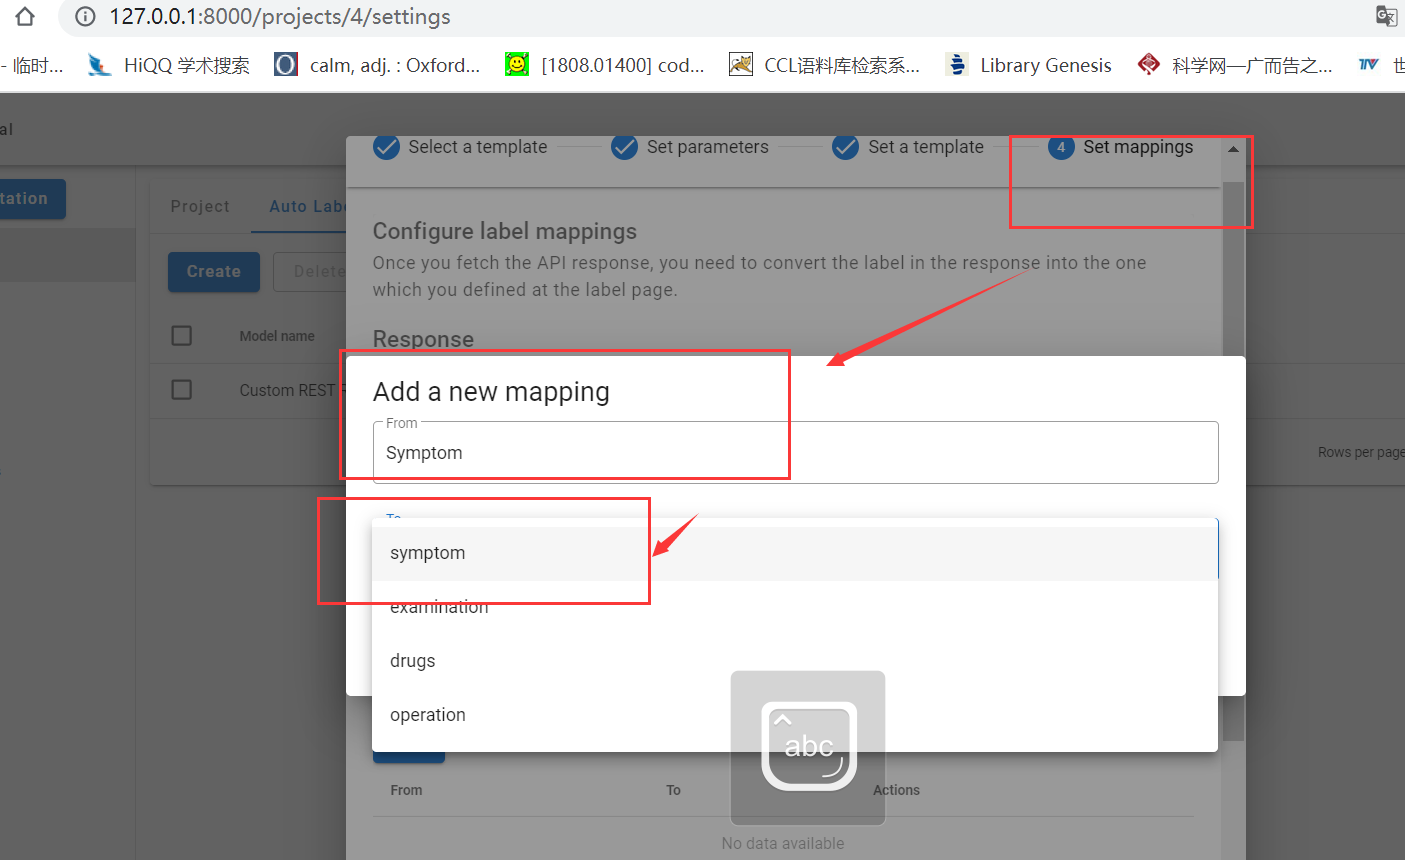 127.0.0.1:8000/projects/4/settings
- 临时... HiQQ 学术搜索 calm, adj. : Oxford... [1808.01400] cod... CCL语料库检索系... Library Genesis 科学网—广而告之...
al
Select a template Set parameters Set a template 4 Set mappings
tation
Project Auto Labe
Configure label mappings
Once you fetch the API response, you need to convert the label in the response into the one
which you defined at the label page.
Create Delete
Response
Model name
Add a new mapping
Custom REST
From
Symptom
Rows per page
To
symptom
examination
drugs
operation
abc
From To Actions
No data available